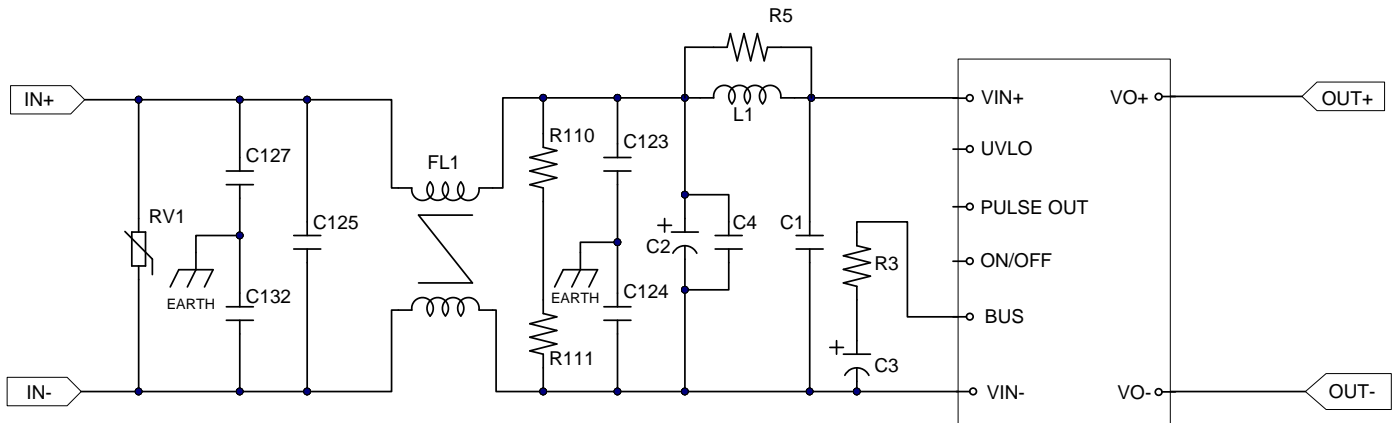 R5
IN+
VIN+
VO+
OUT+
L1
R110
C123
C127
UVLO
FL1
PULSE OUT
RV1
C125
C2
C4
C1
R3
ON/OFF
EARTH
C132
EARTH
C124
BUS
R111
C3
IN-
VIN-
VO-
OUT-
+
+